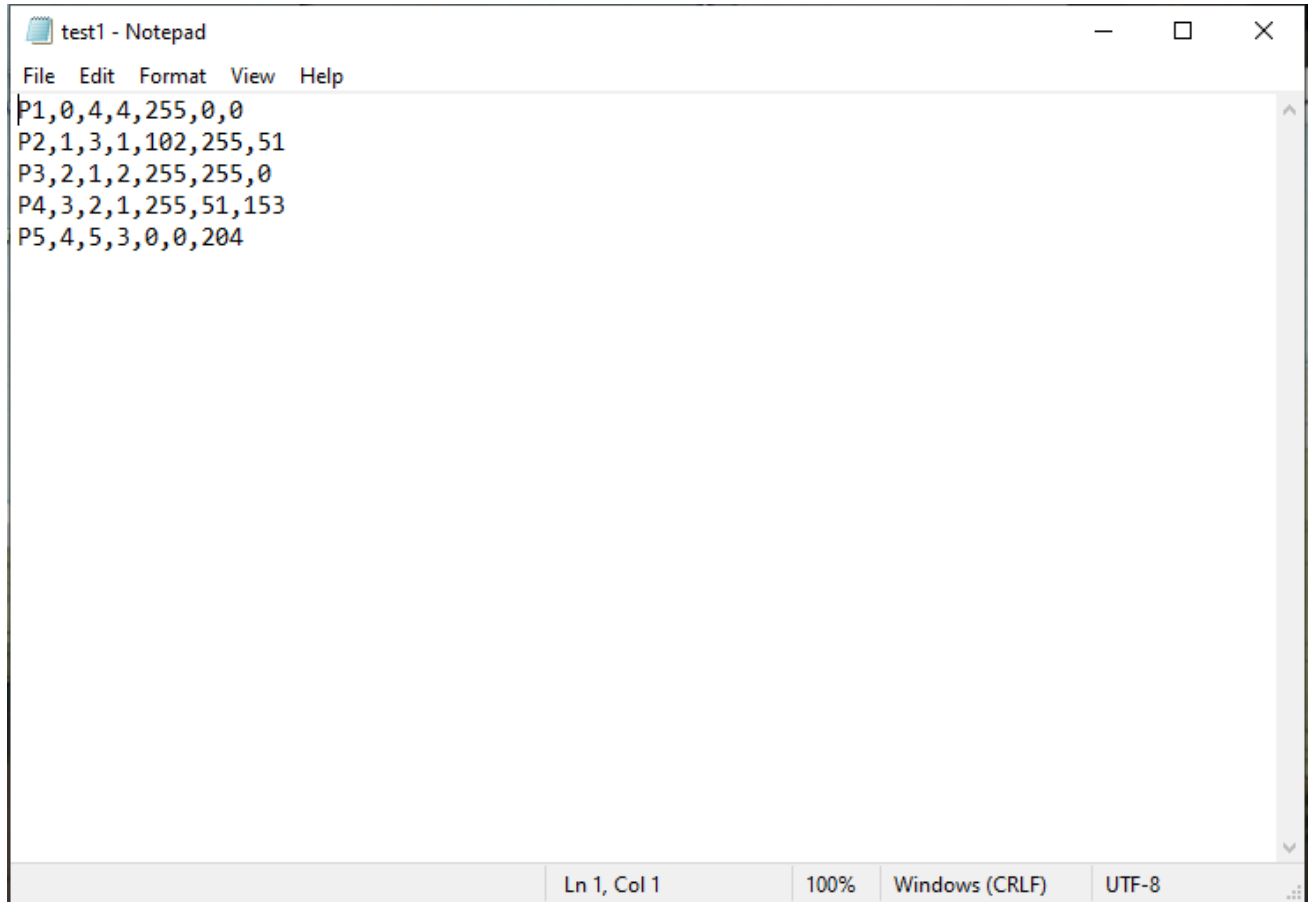 test1 - Notepad
File Edit Format View Help
P1,0,4,4,255,0,0
P2,1,3,1,102,255,51
P3,2,1,2,255,255,0
P4,3,2,1,255,51,153
P5,4,5,3,0,0,204
Ln 1, Col 1 100% Windows (CRLF) UTF-8